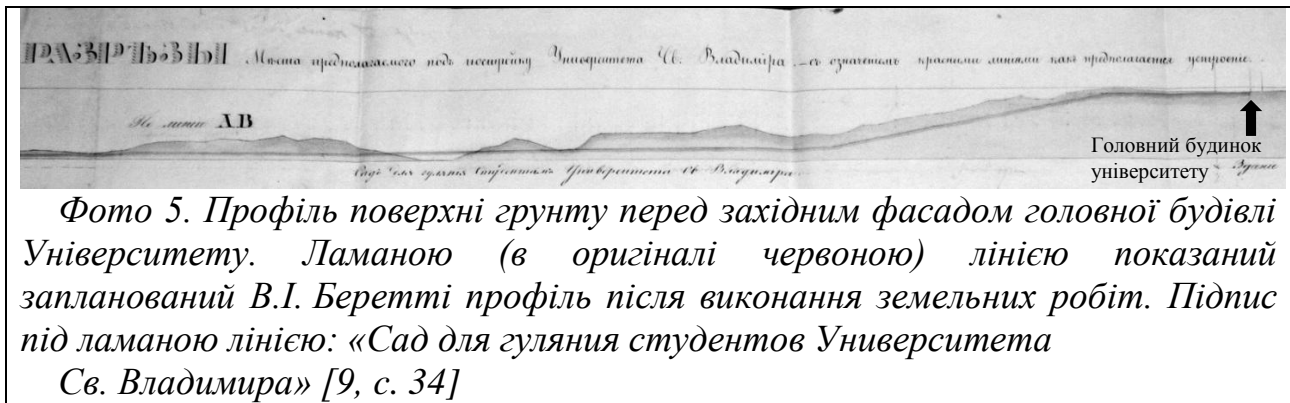 РАЗРѢЗЫ Мѣста предполагаемого подъ постройку Университета Св. Владиміра съ означеніемъ красными линіями какъ предполагается устроеніе.
По линіи АВ
Головний будинок
університету
Садъ для гулянія Студентамъ Университета Св. Владиміра
Зданіе
Фото 5. Профіль поверхні грунту перед західним фасадом головної будівлі
Університету. Ламаною (в оригіналі червоною) лінією показаний
запланований В.І. Беретті профіль після виконання земельних робіт. Підпис
під ламаною лінією: «Сад для гуляния студентов Университета
Св. Владимира» [9, с. 34]